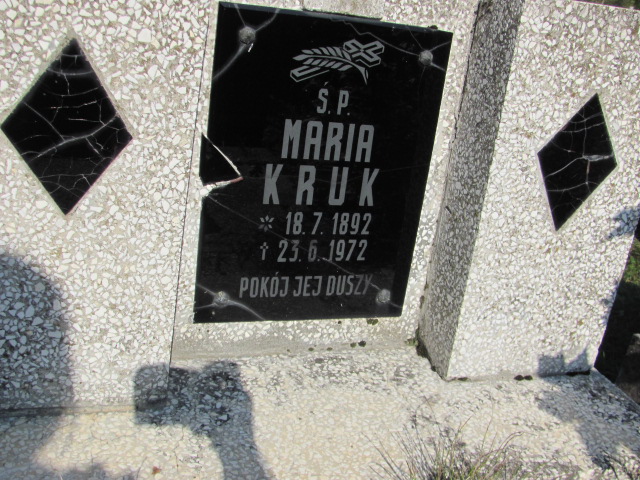 Ś. P.
MARIA
KRUK
* 18. 7. 1892
† 23. 6. 1972
POKÓJ JEJ DUSZY